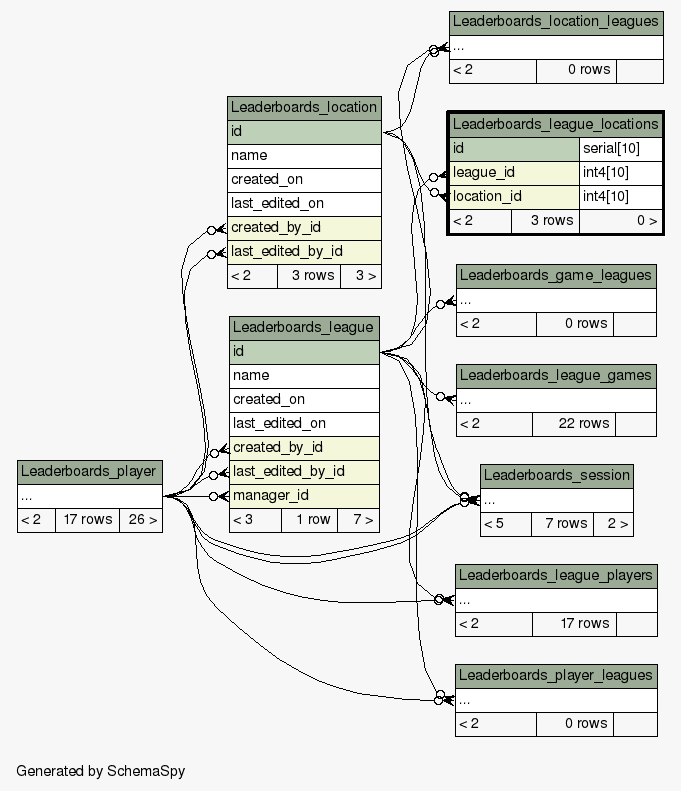 Leaderboards_location_leagues
...
< 2 0 rows
Leaderboards_location
id
name
created_on
last_edited_on
created_by_id
last_edited_by_id
< 2 3 rows 3 >
Leaderboards_league_locations
id serial[10]
league_id int4[10]
location_id int4[10]
< 2 3 rows 0 >
Leaderboards_game_leagues
...
< 2 0 rows
Leaderboards_league
id
name
created_on
last_edited_on
created_by_id
last_edited_by_id
manager_id
< 3 1 row 7 >
Leaderboards_league_games
...
< 2 22 rows
Leaderboards_player
...
< 2 17 rows 26 >
Leaderboards_session
...
< 5 7 rows 2 >
Leaderboards_league_players
...
< 2 17 rows
Leaderboards_player_leagues
...
< 2 0 rows
Generated by SchemaSpy